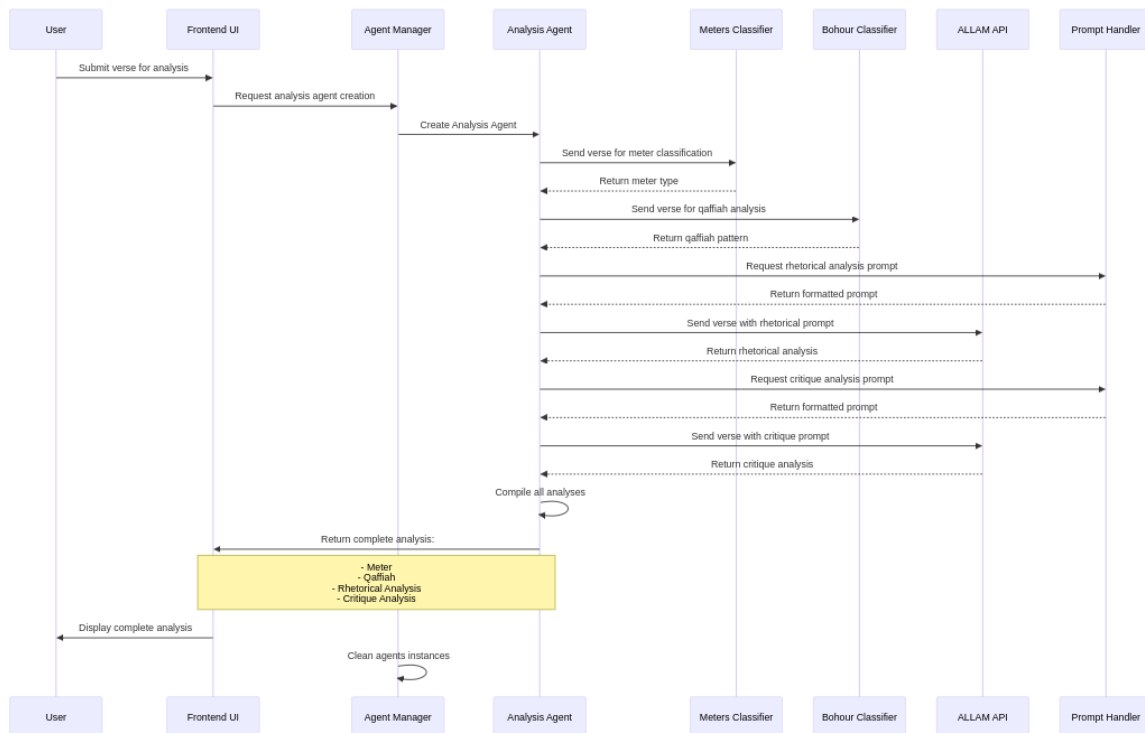 User
Frontend UI
Agent Manager
Analysis Agent
Meters Classifier
Bohour Classifier
ALLAM API
Prompt Handler
Submit verse for analysis
Request analysis agent creation
Create Analysis Agent
Send verse for meter classification
Return meter type
Send verse for qaffiah analysis
Return qaffiah pattern
Request rhetorical analysis prompt
Return formatted prompt
Send verse with rhetorical prompt
Return rhetorical analysis
Request critique analysis prompt
Return formatted prompt
Send verse with critique prompt
Return critique analysis
Compile all analyses
Return complete analysis:
- Meter
- Qaffiah
- Rhetorical Analysis
- Critique Analysis
Display complete analysis
Clean agents instances
User
Frontend UI
Agent Manager
Analysis Agent
Meters Classifier
Bohour Classifier
ALLAM API
Prompt Handler